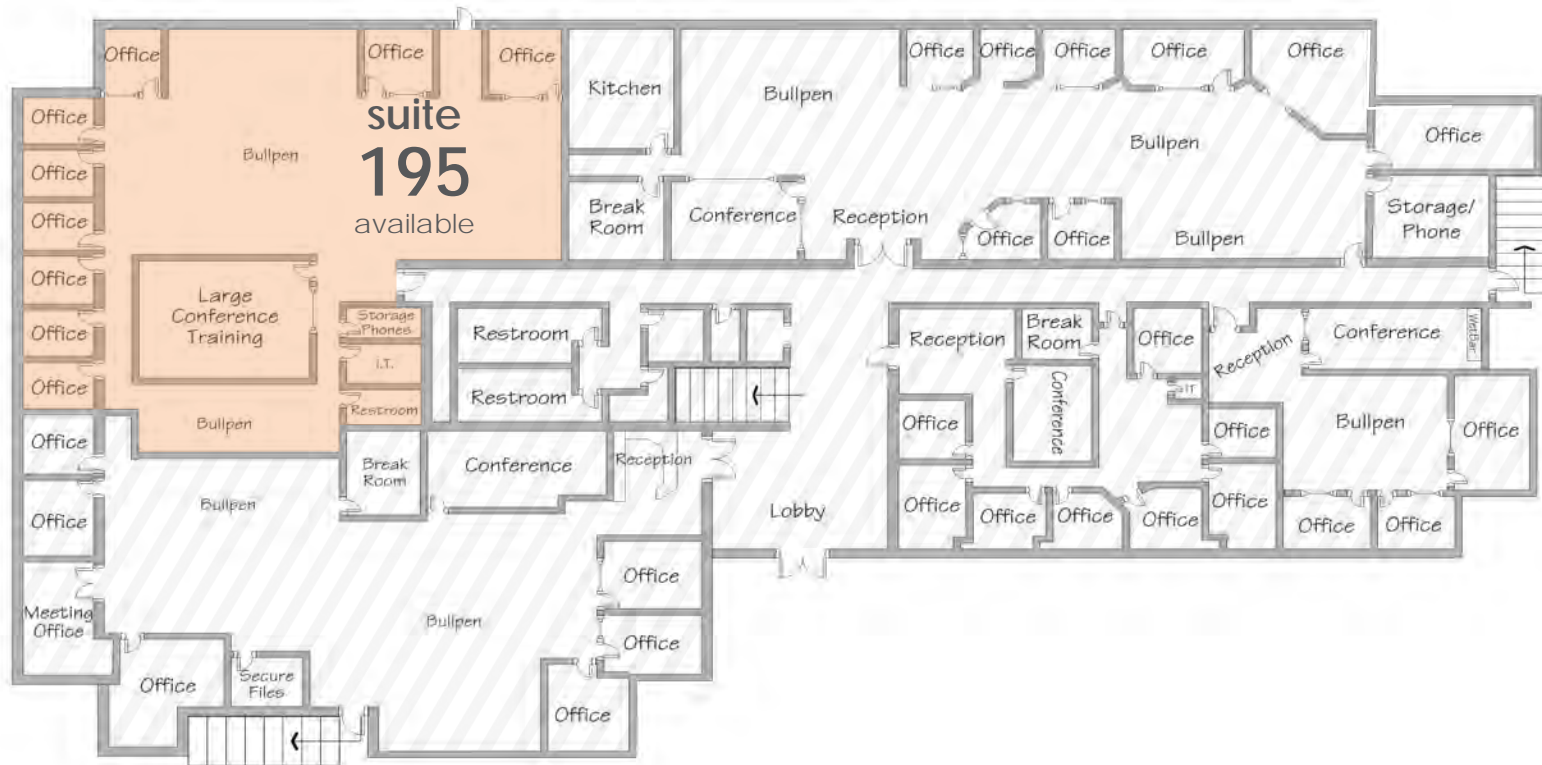 Office
Office
Office
Office
Office
Office
Office
Office
Office
Kitchen
Bullpen
Office
Bullpen
Office
suite
195
available
Bullpen
Office
Office
Office
Office
Office
Break
Room
Conference
Reception
Office
Office
Bullpen
Storage/
Phone
Large
Conference
Training
Storage
Phones
I.T.
Restroom
Bullpen
Restroom
Restroom
Reception
Break
Room
Office
Reception
Conference
WetBar
Conference
IT
Office
Office
Bullpen
Office
Office
Office
Bullpen
Break
Room
Conference
Reception
Lobby
Office
Office
Office
Office
Office
Office
Office
Office
Meeting
Office
Bullpen
Office
Office
Office
Secure
Files
Office